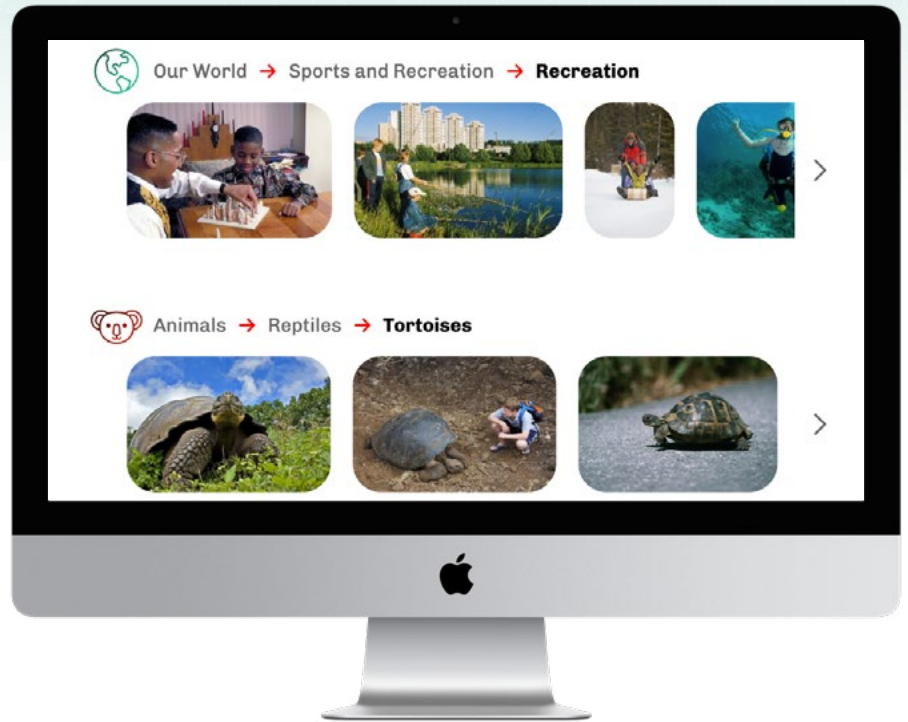 Our World → Sports and Recreation → Recreation
Animals → Reptiles → Tortoises